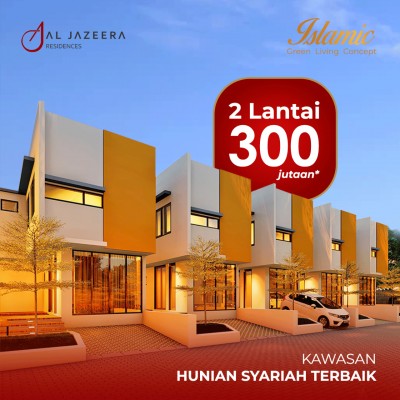 AL JAZEERA
RESIDENCES
Islamic
Green Living Concept
2 Lantai
300
jutaan*
KAWASAN
HUNIAN SYARIAH TERBAIK